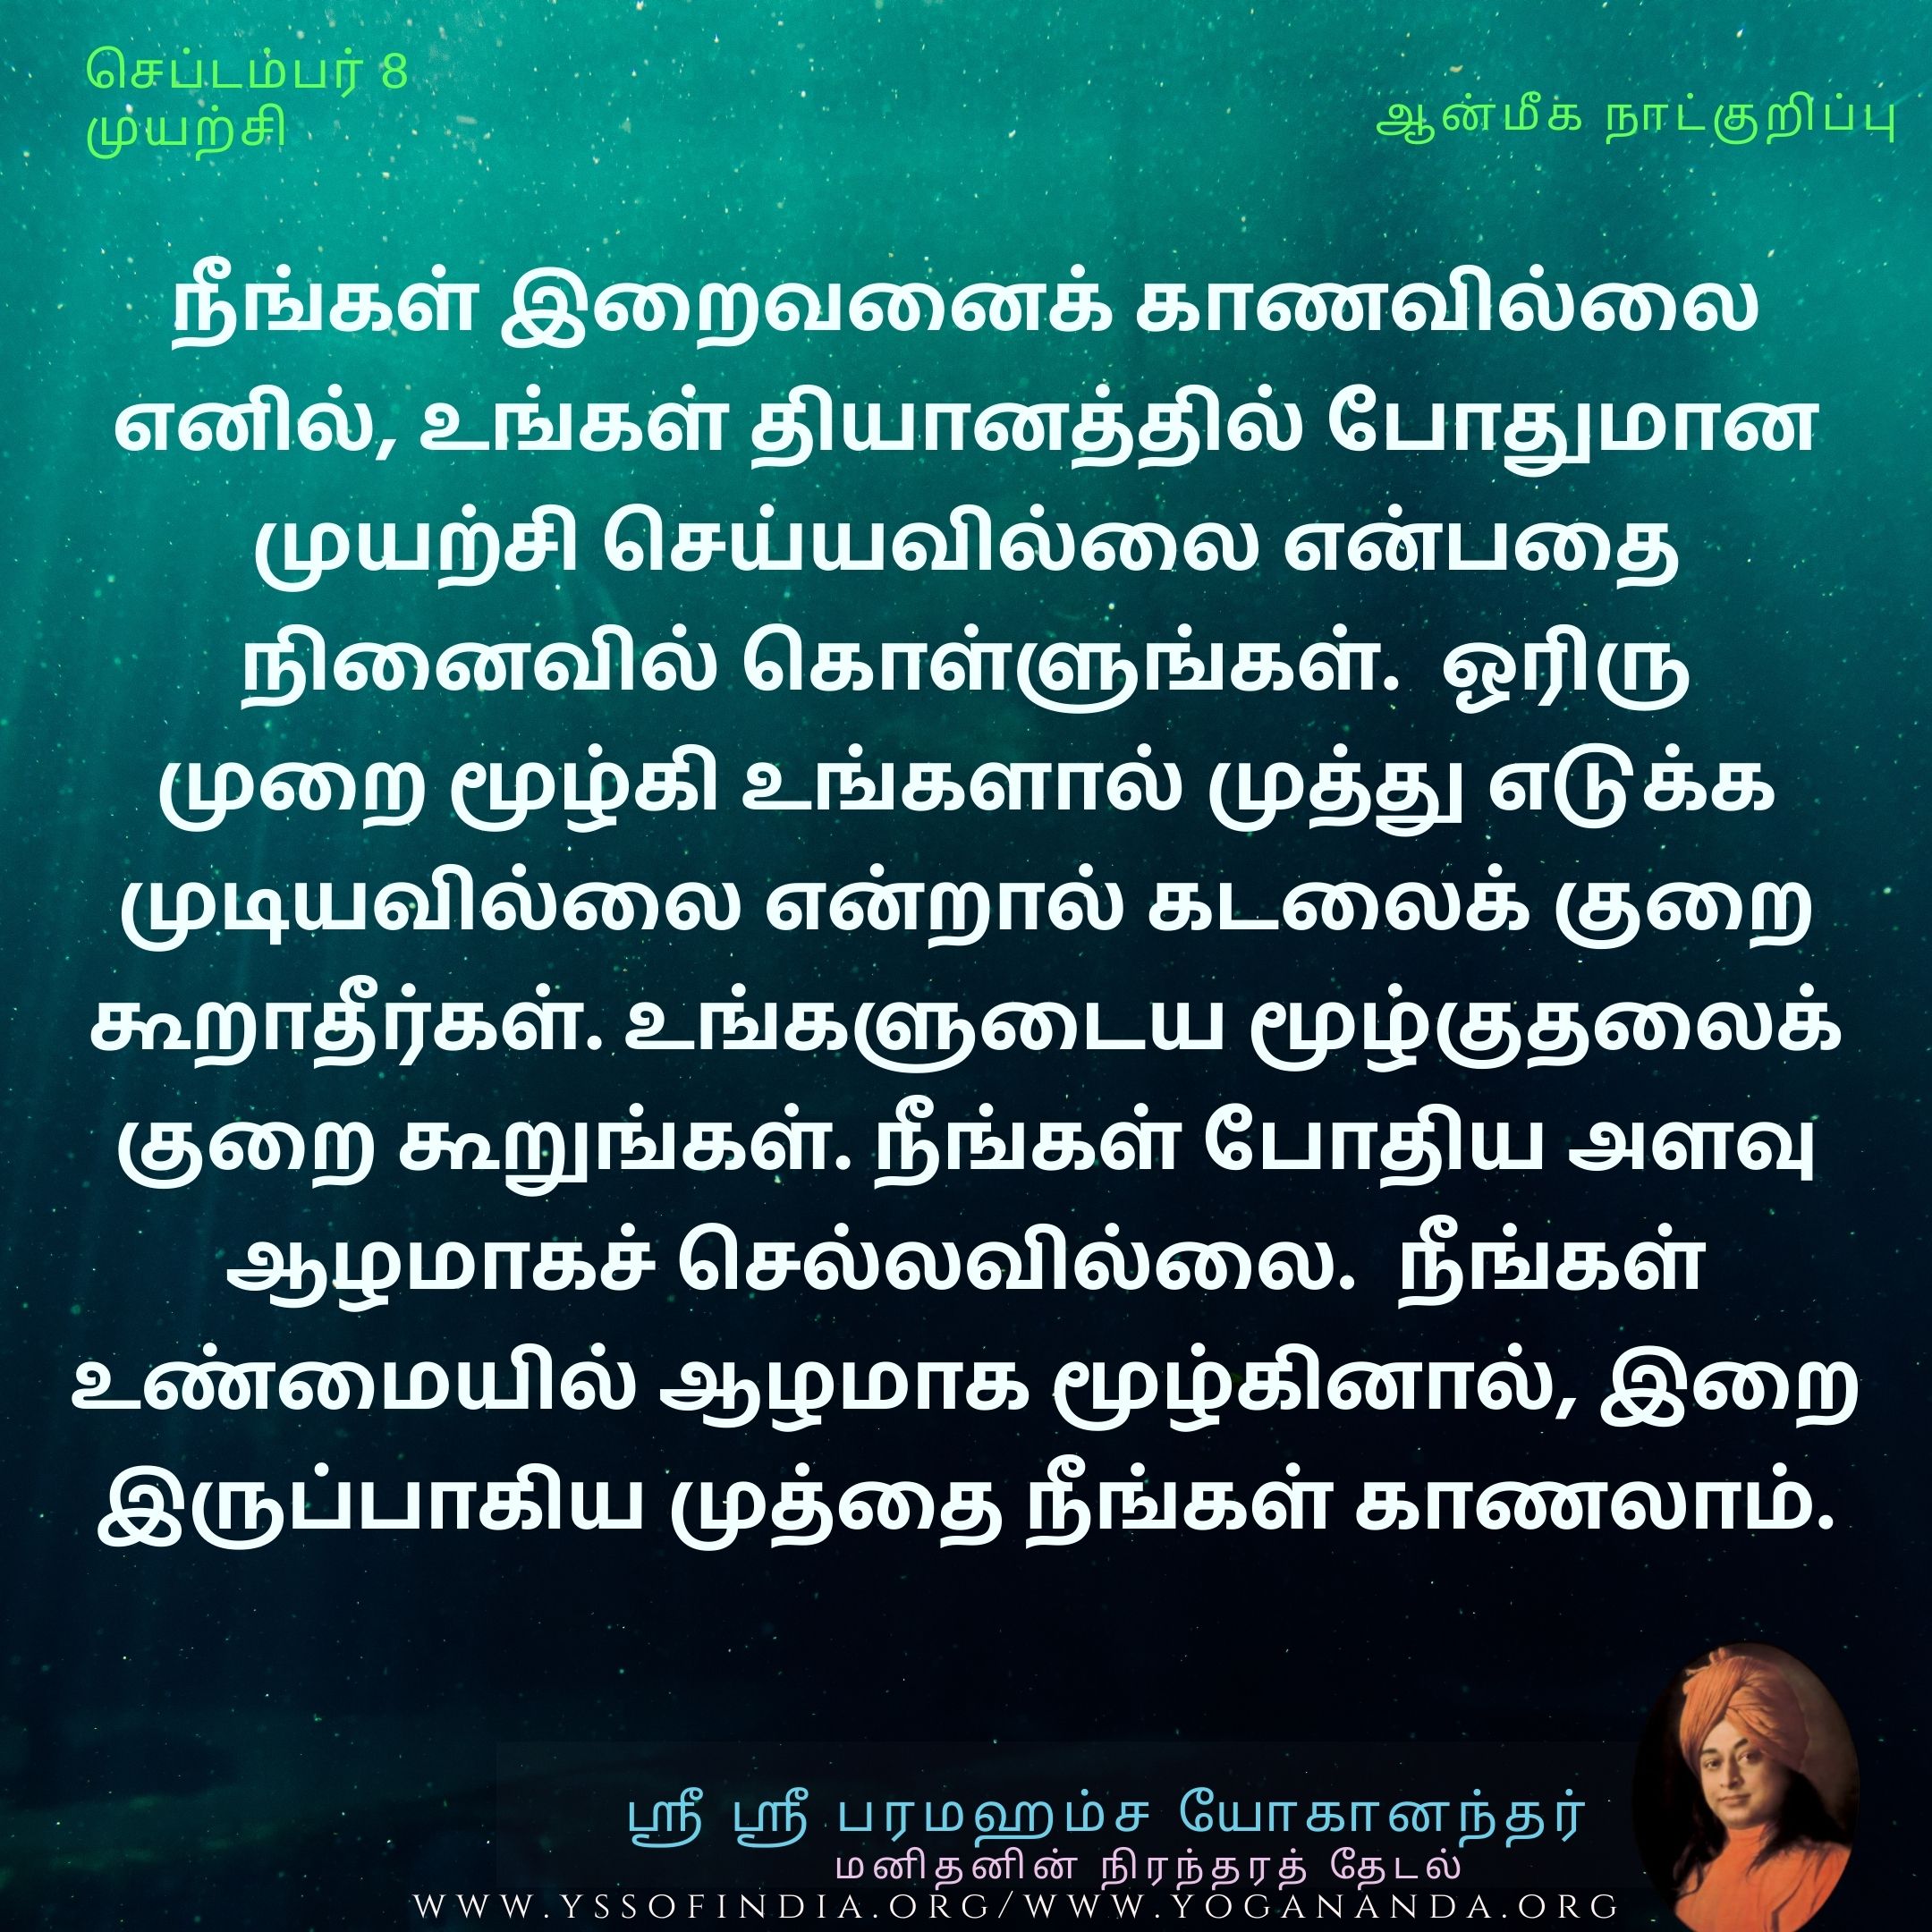 செப்டம்பர் 8
முயற்சி
ஆன்மீக நாட்குறிப்பு
நீங்கள் இறைவனைக் காணவில்லை
எனில், உங்கள் தியானத்தில் போதுமான
முயற்சி செய்யவில்லை என்பதை
நினைவில் கொள்ளுங்கள்.  ஓரிரு
முறை மூழ்கி உங்களால் முத்து எடுக்க
முடியவில்லை என்றால் கடலைக் குறை
கூறாதீர்கள். உங்களுடைய மூழ்குதலைக்
குறை கூறுங்கள். நீங்கள் போதிய அளவு
ஆழமாகச் செல்லவில்லை.  நீங்கள்
உண்மையில் ஆழமாக மூழ்கினால், இறை
இருப்பாகிய முத்தை நீங்கள் காணலாம்.
ஸ்ரீ ஸ்ரீ பரமஹம்ச யோகானந்தர்
மனிதனின் நிரந்தரத் தேடல்
WWW.YSSOFINDIA.ORG/WWW.YOGANANDA.ORG